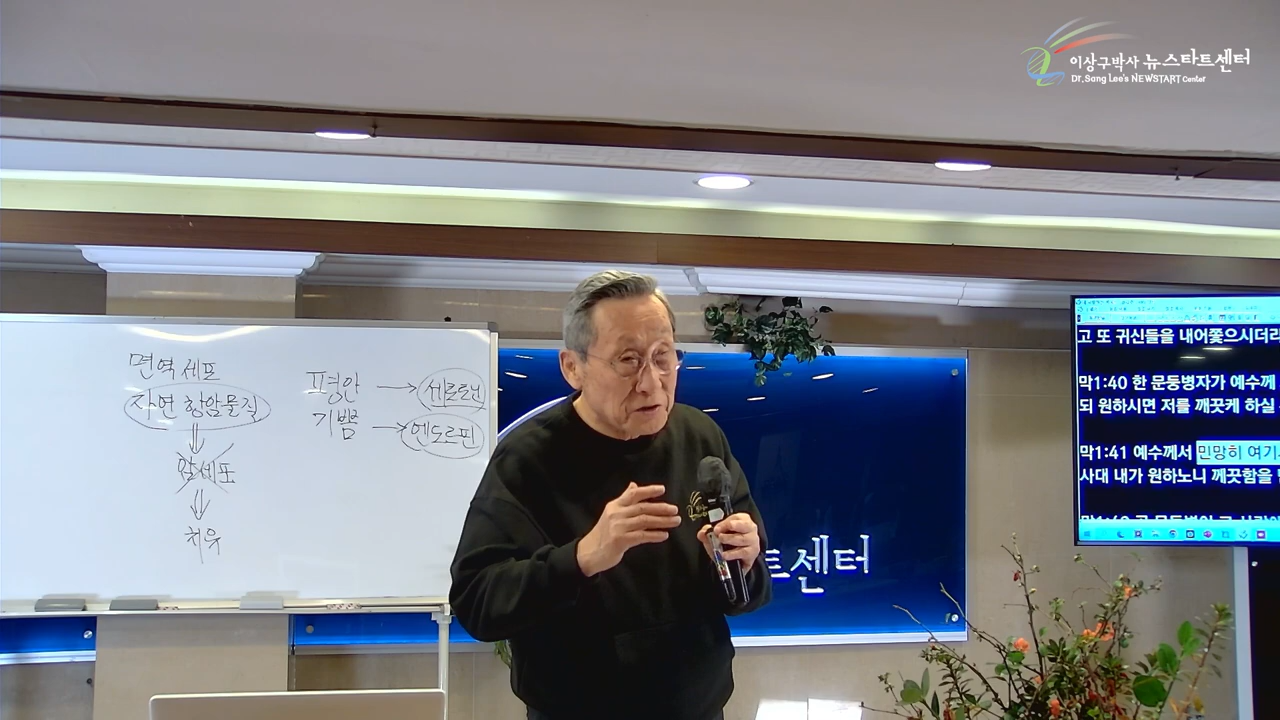 이상구박사 뉴스타트센터
Dr. Sang Lee's NEWSTART Center
면역세포
자연항암물질
암세포
치유
평안 → 세로토닌
기쁨 → 엔도르핀
트센터
고 또 귀신들을 내어쫓으시더라
막1:40 한 문둥병자가 예수께
되 원하시면 저를 깨끗케 하실
막1:41 예수께서 민망히 여기
사대 내가 원하노니 깨끗함을